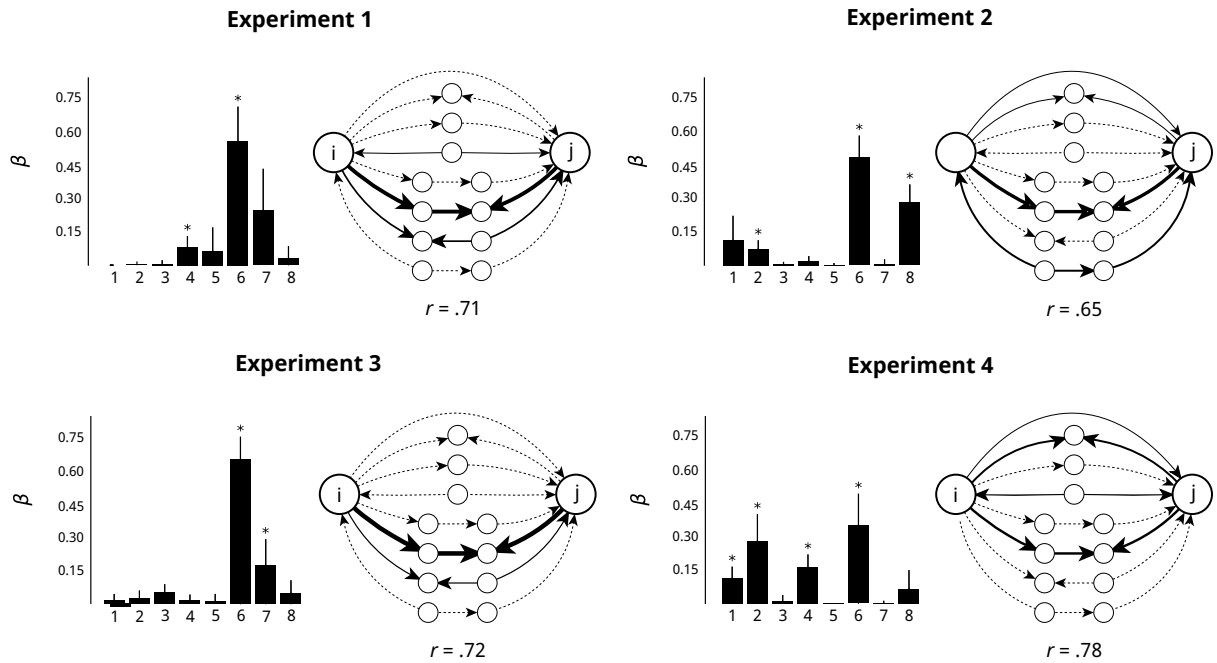 Experiment 1
β
0.75
0.60
0.45
0.30
0.15
*
*
1 2 3 4 5 6 7 8
i
j
r = .71
Experiment 2
β
0.75
0.60
0.45
0.30
0.15
*
*
*
1 2 3 4 5 6 7 8
j
r = .65
Experiment 3
β
0.75
0.60
0.45
0.30
0.15
*
*
1 2 3 4 5 6 7 8
i
j
r = .72
Experiment 4
β
0.75
0.60
0.45
0.30
0.15
*
*
*
*
1 2 3 4 5 6 7 8
i
j
r = .78